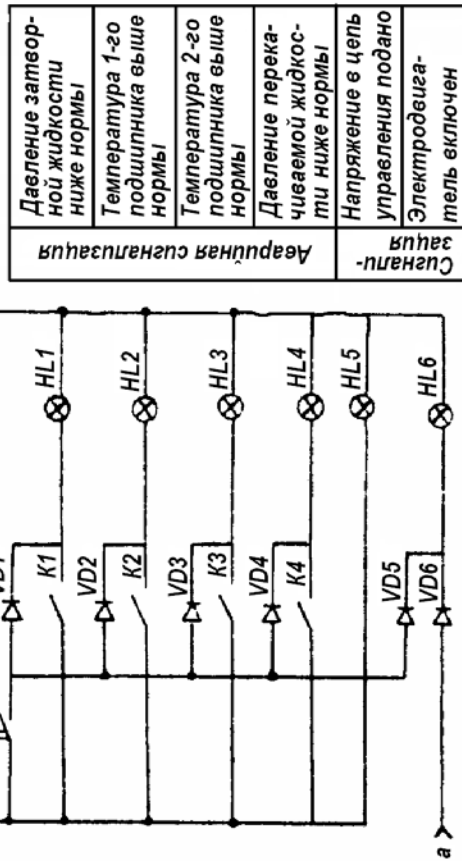 Давление затвор-
ной жидкости
ниже нормы
Температура 1-го
подшипника выше
нормы
Температура 2-го
подшипника выше
нормы
Давление перека-
чиваемой жидкос-
ти ниже нормы
Напряжение в цепь
управления подано
Электродвига-
тель включен
Аварийная сигнализация
Сигнали-
зация
HL1
HL2
HL3
HL4
HL5
HL6
VD1
K1
VD2
K2
VD3
K3
VD4
K4
VD5
VD6
а